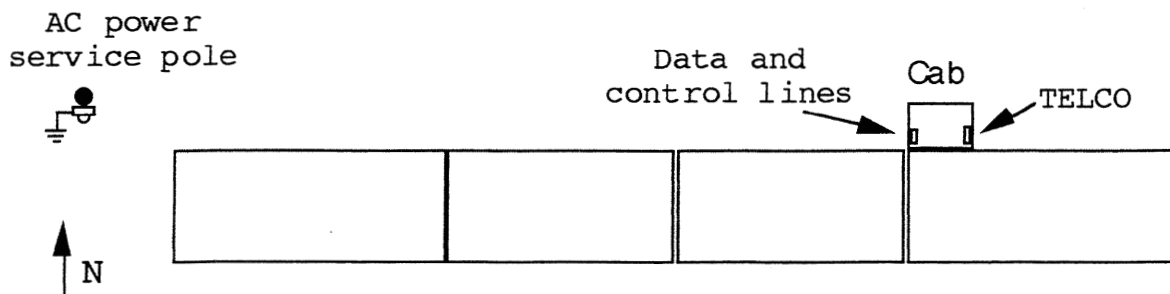 AC power
service pole
Data and
control lines
Cab
TELCO
N